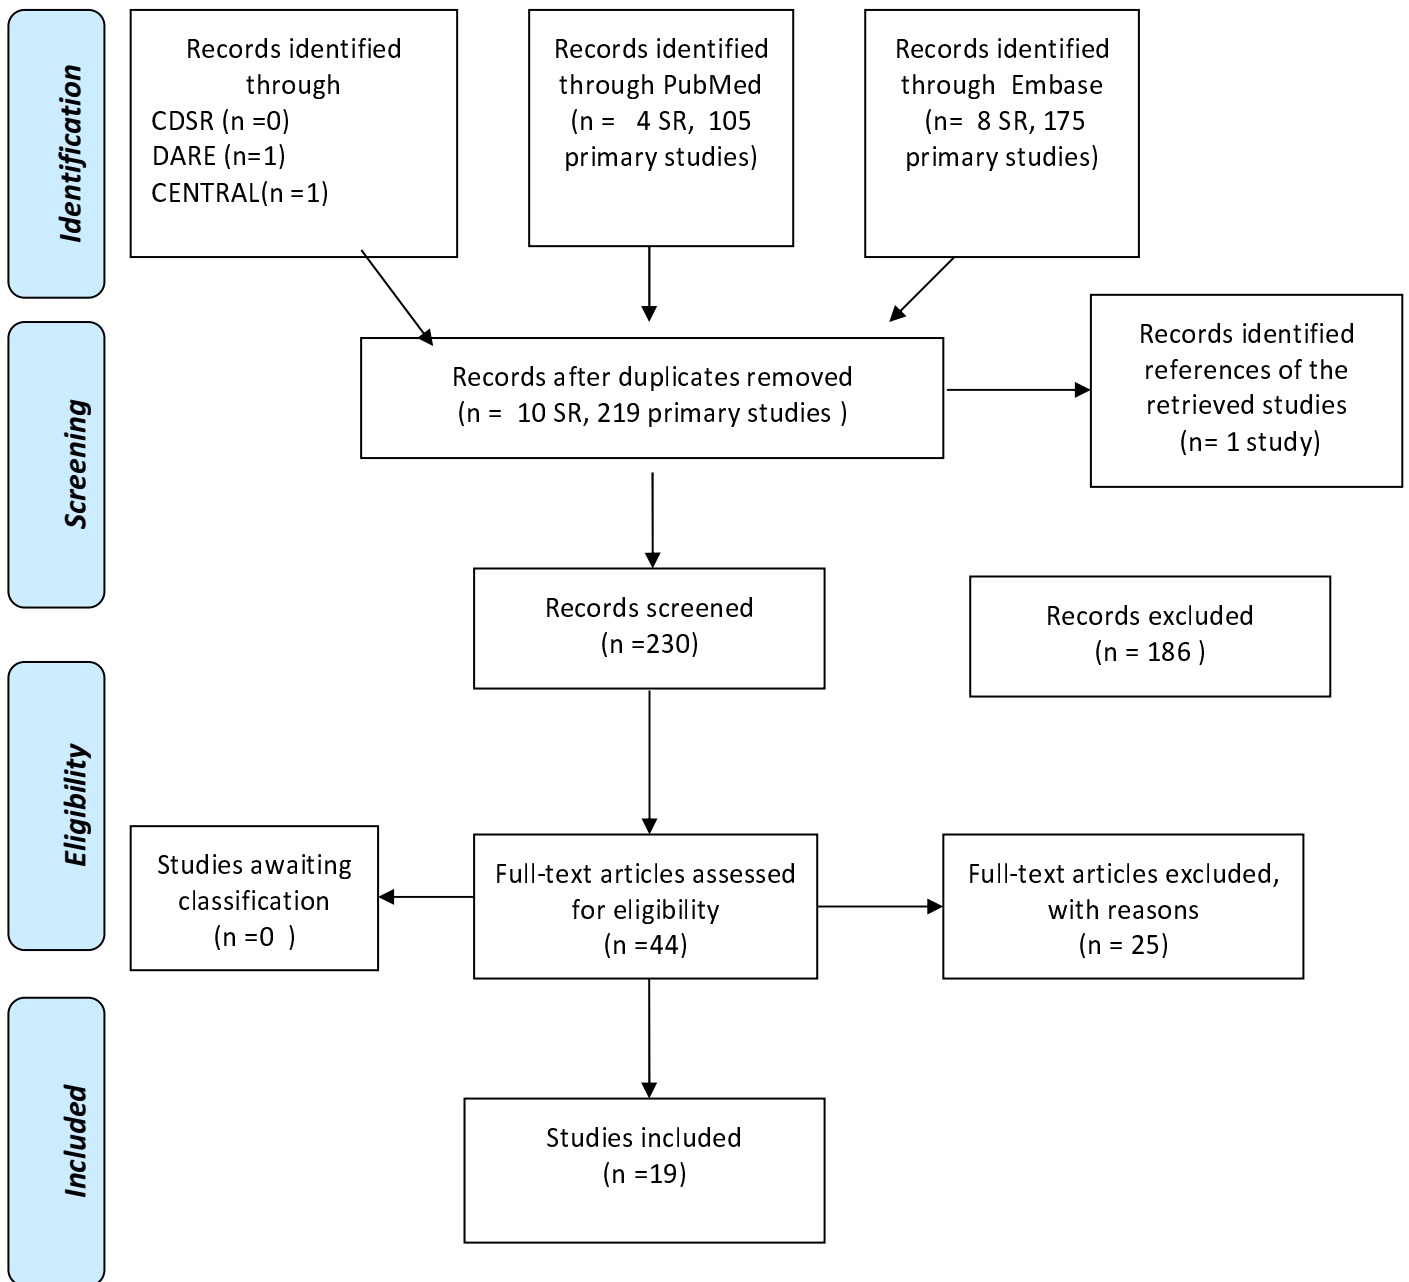 Identification
Records identified
through
CDSR (n =0)
DARE (n=1)
CENTRAL(n =1)
Records identified
through PubMed
(n =   4 SR,  105
primary studies)
Records identified
through  Embase
(n=  8 SR, 175
primary studies)
Screening
Records after duplicates removed
(n =  10 SR, 219 primary studies )
Records identified
references of the
retrieved studies
(n= 1 study)
Records screened
(n =230)
Records excluded
(n = 186 )
Eligibility
Studies awaiting
classification
(n =0  )
Full-text articles assessed
for eligibility
(n =44)
Full-text articles excluded,
with reasons
(n = 25)
Included
Studies included
(n =19)